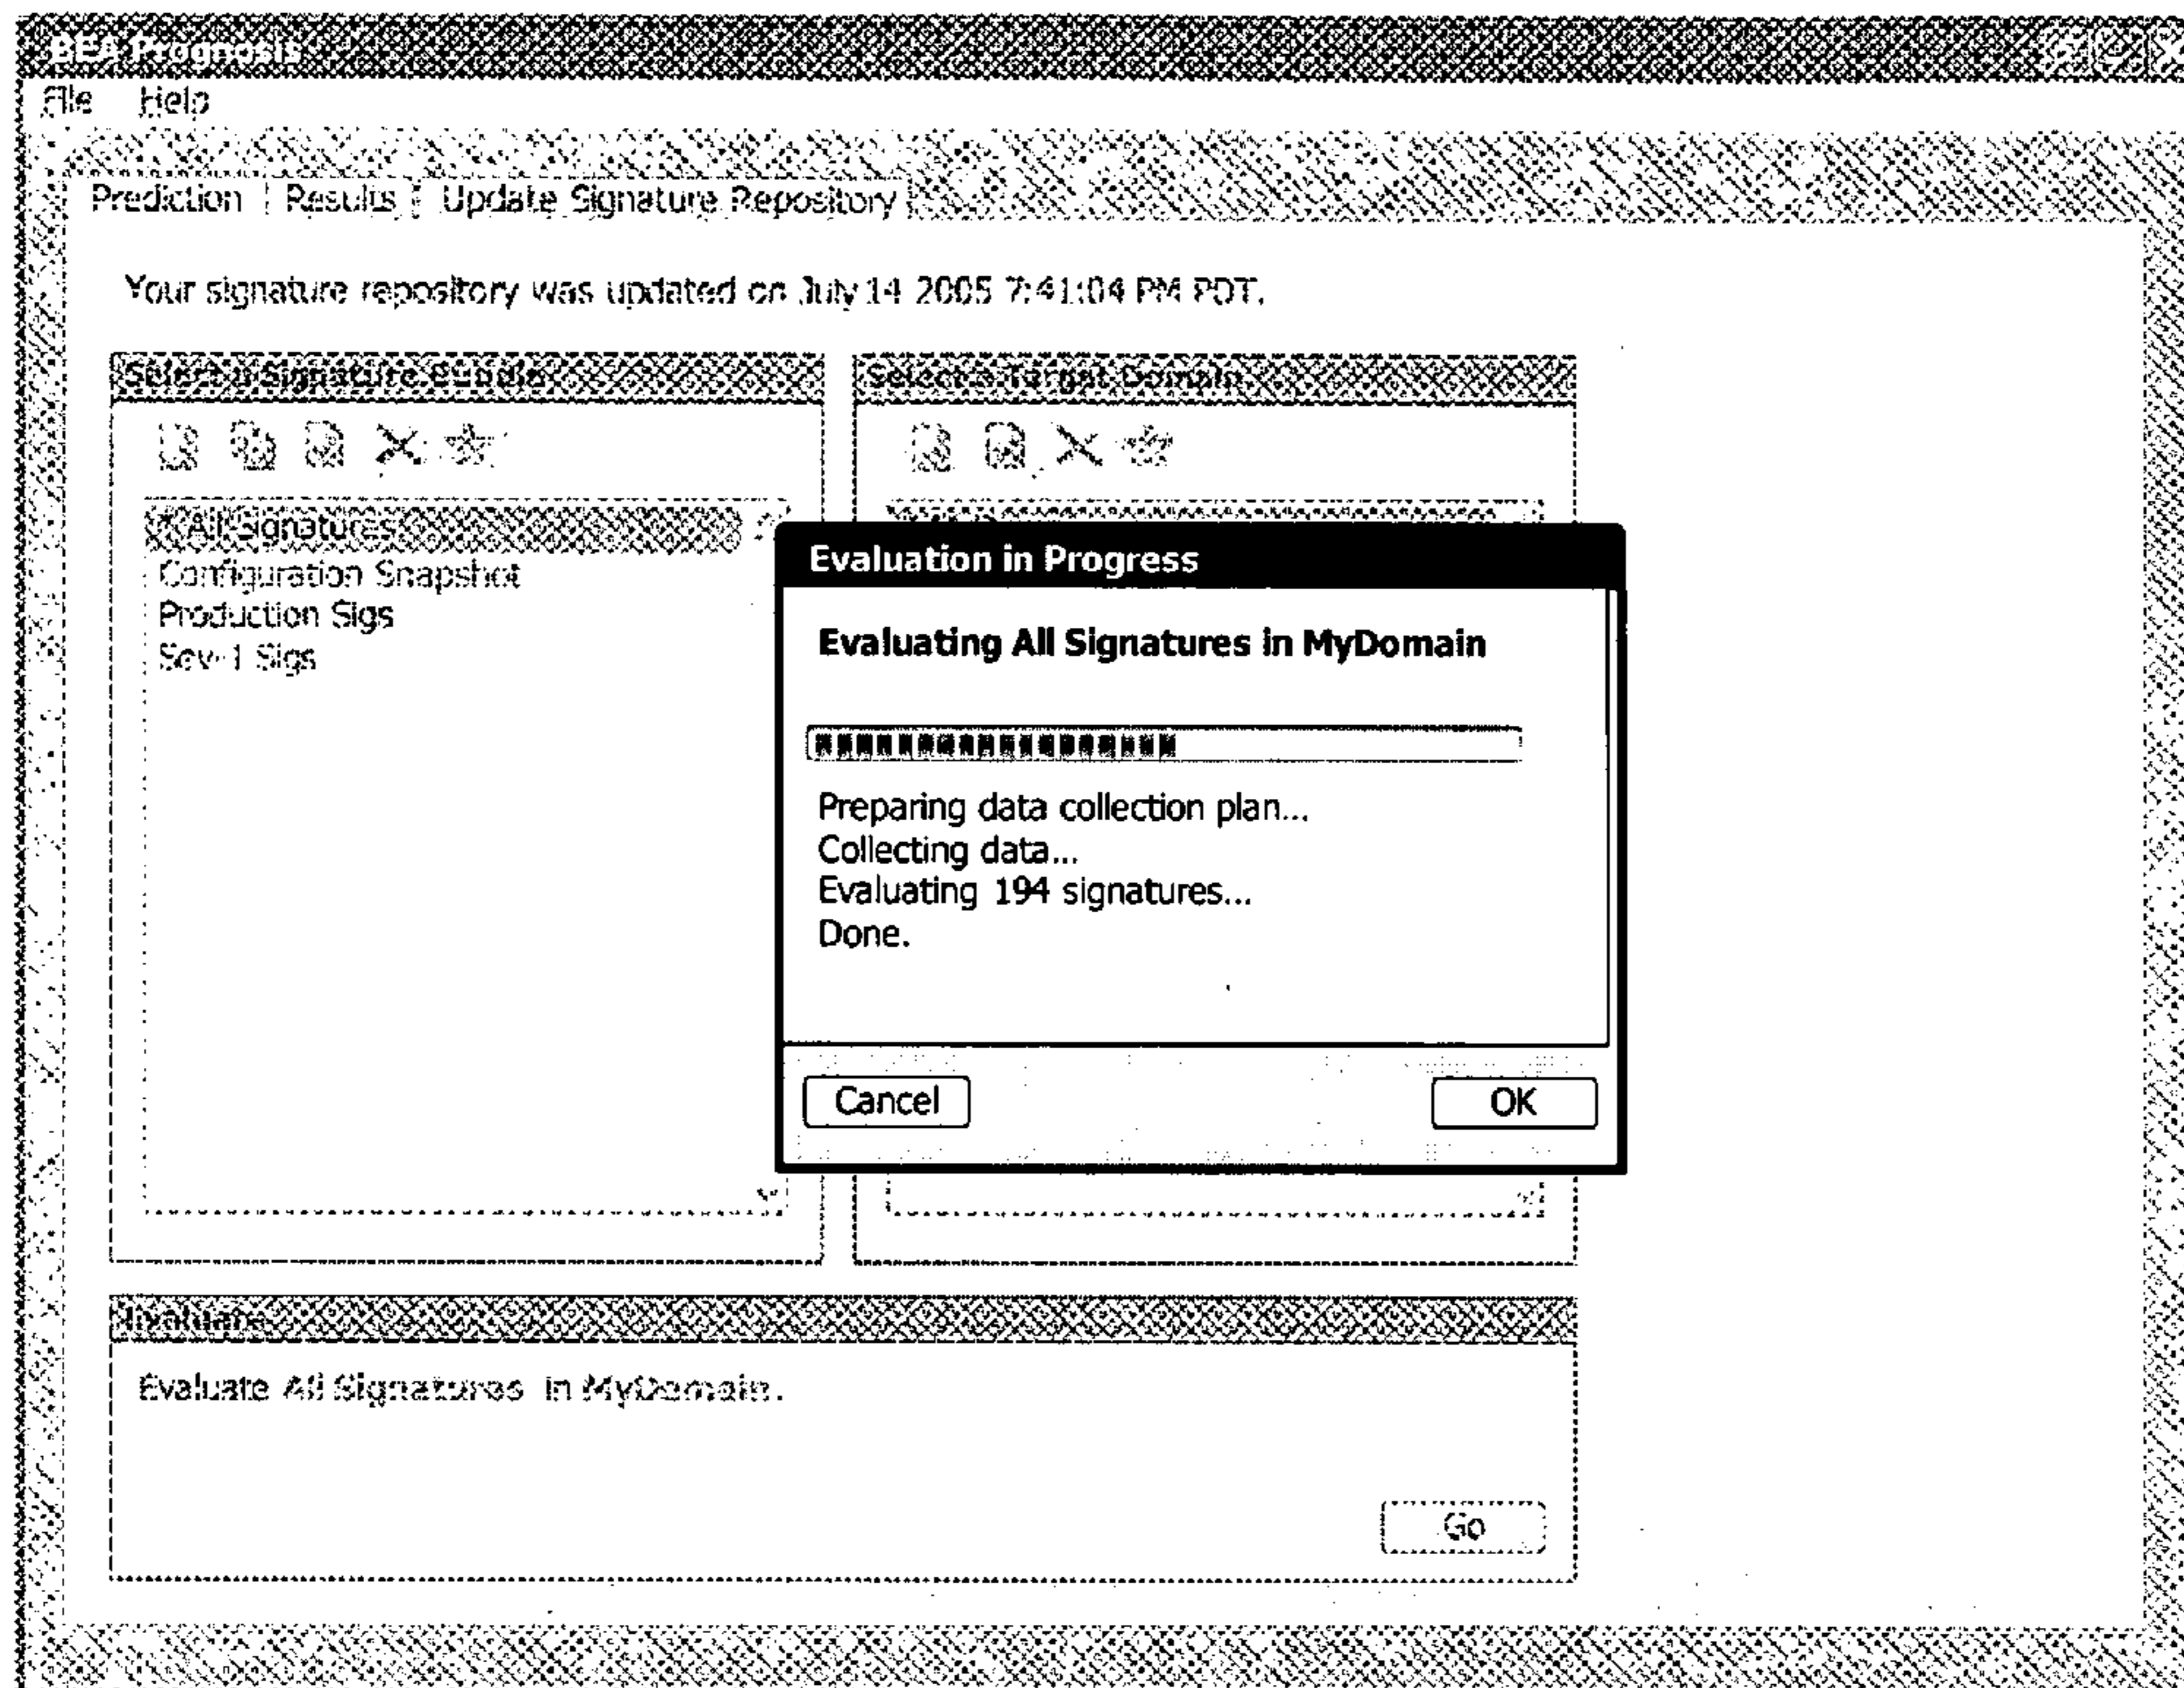 BEA Prognosis
File Help
Prediction Results Update Signature Repository
Your signature repository was updated on July 14 2005 7:41:04 PM PDT.
Select a Signature Bundle
Select a Target Domain
* All Signatures
Configuration Snapshot
Production Sigs
Sev-1 Sigs
Evaluation in Progress
Evaluating All Signatures in MyDomain
Preparing data collection plan...
Collecting data...
Evaluating 194 signatures...
Done.
Cancel OK
Evaluate
Evaluate All Signatures in MyDomain.
Go